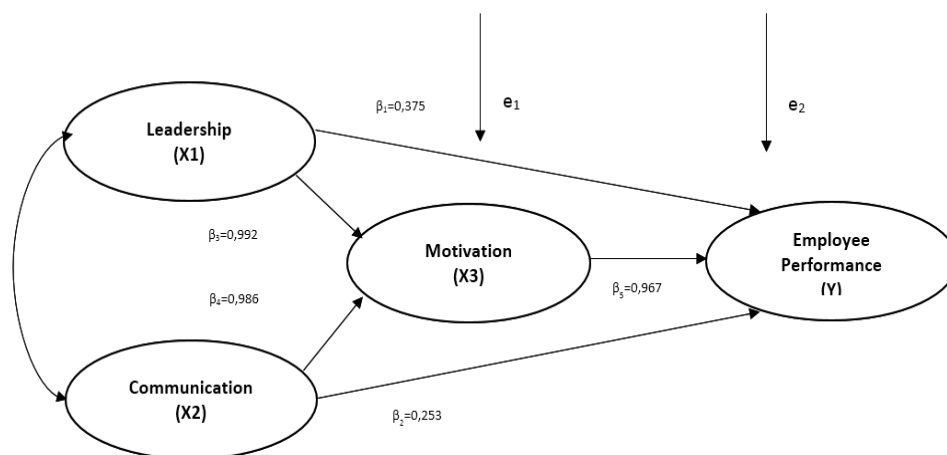 e₁
e₂
β₁=0,375
Leadership
(X1)
β₃=0,992
Motivation
(X3)
Employee
Performance
(Y)
β₄=0,986
β₅=0,967
Communication
(X2)
β₂=0,253